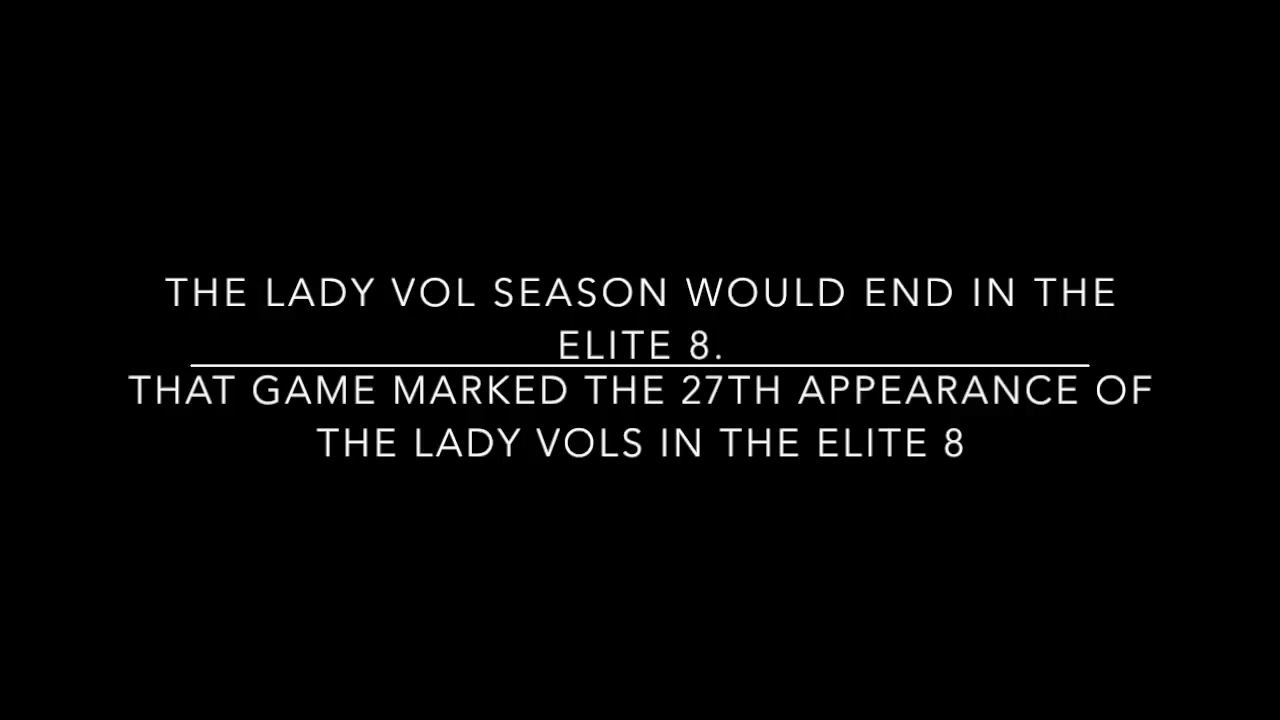 THE LADY VOL SEASON WOULD END IN THE
ELITE 8.
THAT GAME MARKED THE 27TH APPEARANCE OF
THE LADY VOLS IN THE ELITE 8